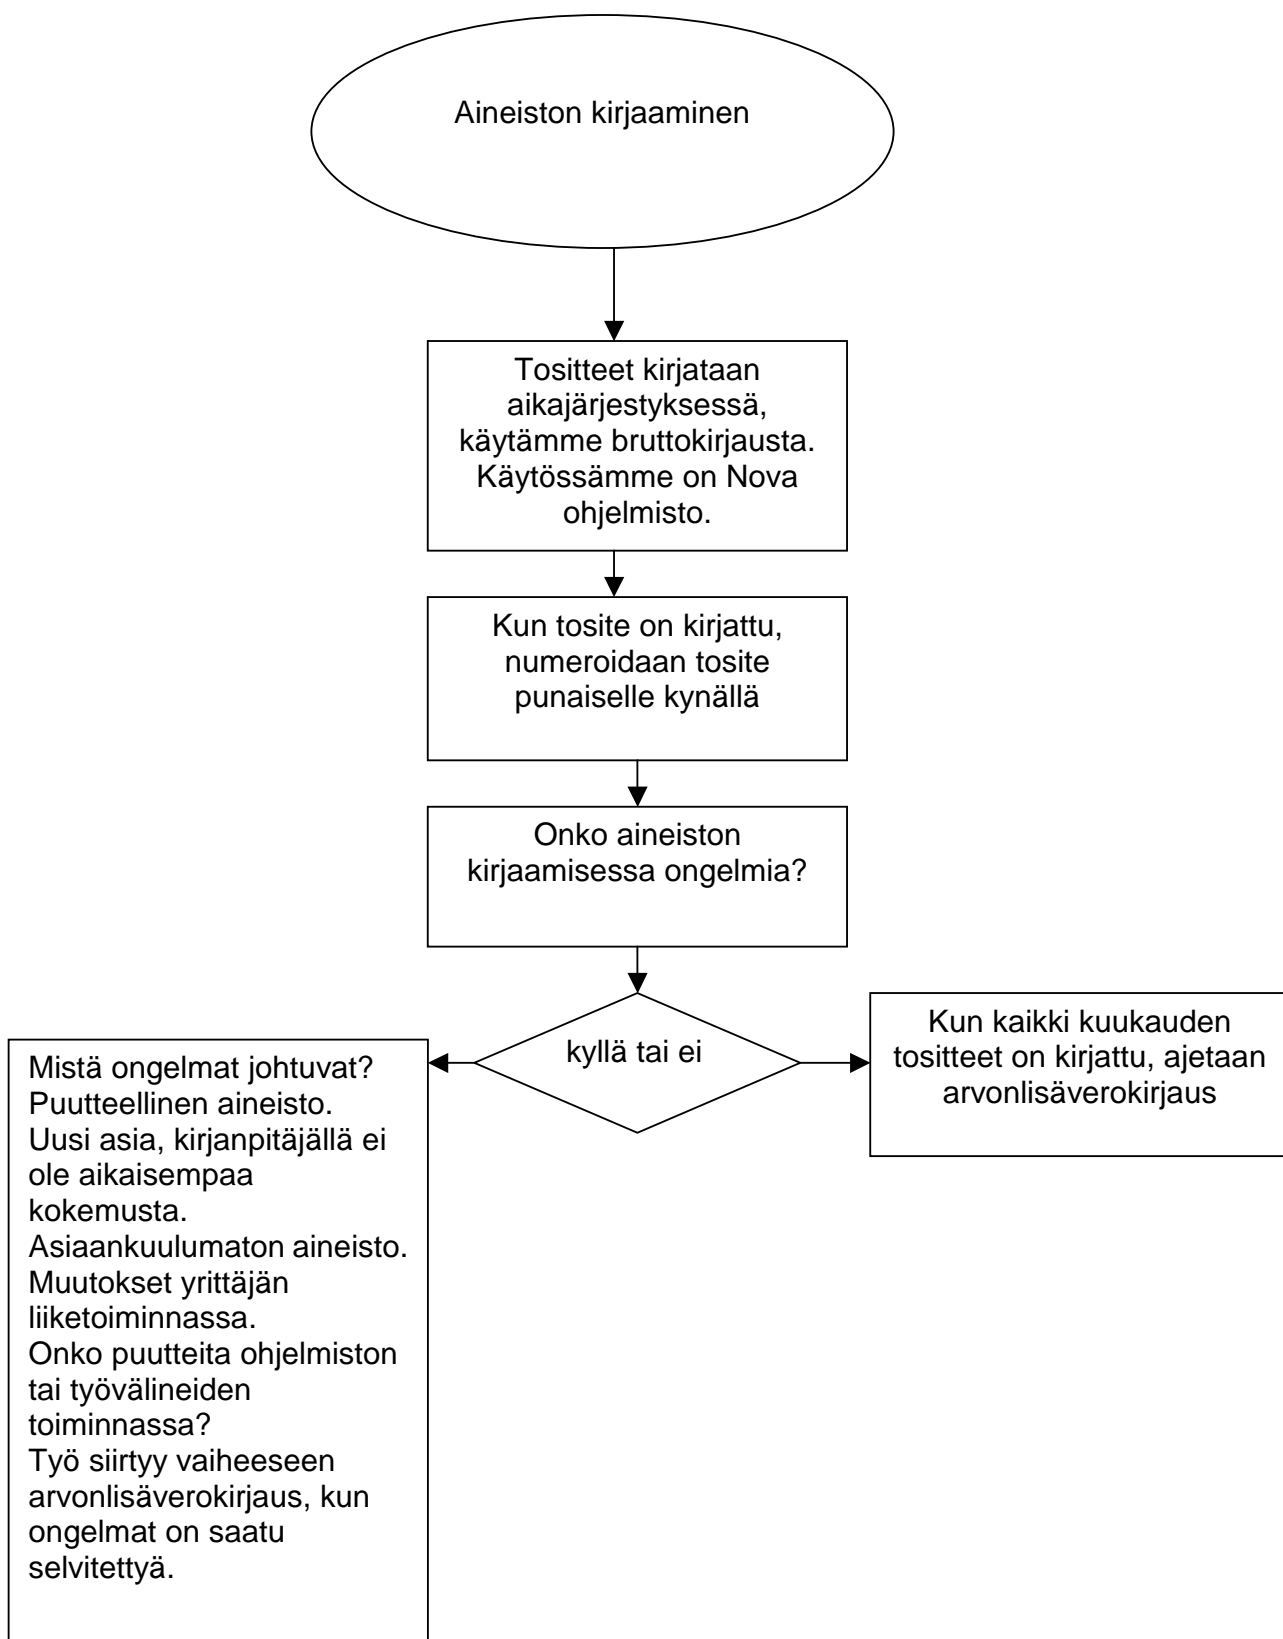 Aineiston kirjaaminen
Tositteet kirjataan
aikajärjestyksessä,
käytämme bruttokirjausta.
Käytössämme on Nova
ohjelmisto.
Kun tosite on kirjattu,
numeroidaan tosite
punaiselle kynällä
Onko aineiston
kirjaamisessa ongelmia?
kyllä tai ei
Kun kaikki kuukauden
tositteet on kirjattu, ajetaan
arvonlisäverokirjaus
Mistä ongelmat johtuvat?
Puutteellinen aineisto.
Uusi asia, kirjanpitäjällä ei
ole aikaisempaa
kokemusta.
Asiaankuulumaton aineisto.
Muutokset yrittäjän
liiketoiminnassa.
Onko puutteita ohjelmiston
tai työvälineiden
toiminnassa?
Työ siirtyy vaiheeseen
arvonlisäverokirjaus, kun
ongelmat on saatu
selvitettyä.